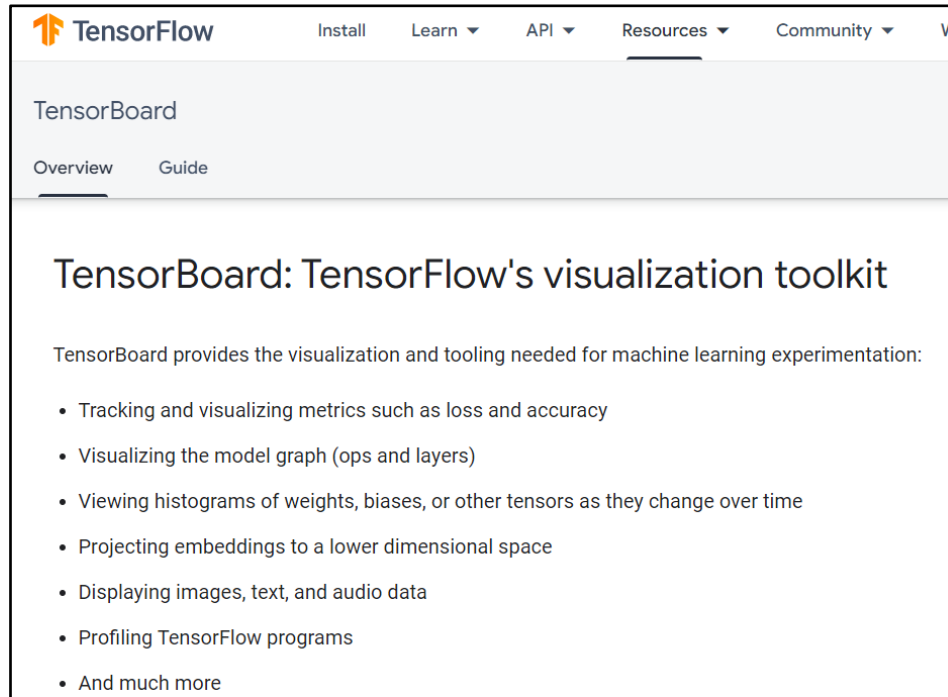 TensorFlow Install Learn API Resources Community
TensorBoard
Overview Guide
TensorBoard: TensorFlow's visualization toolkit
TensorBoard provides the visualization and tooling needed for machine learning experimentation:
• Tracking and visualizing metrics such as loss and accuracy
• Visualizing the model graph (ops and layers)
• Viewing histograms of weights, biases, or other tensors as they change over time
• Projecting embeddings to a lower dimensional space
• Displaying images, text, and audio data
• Profiling TensorFlow programs
• And much more